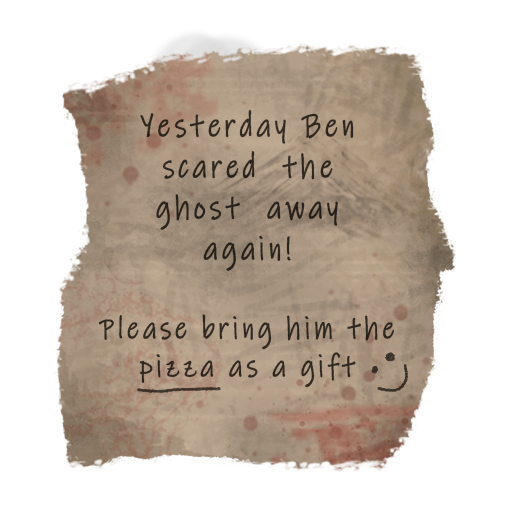 Yesterday Ben
scared the
ghost away
again!
Please bring him the
pizza as a gift